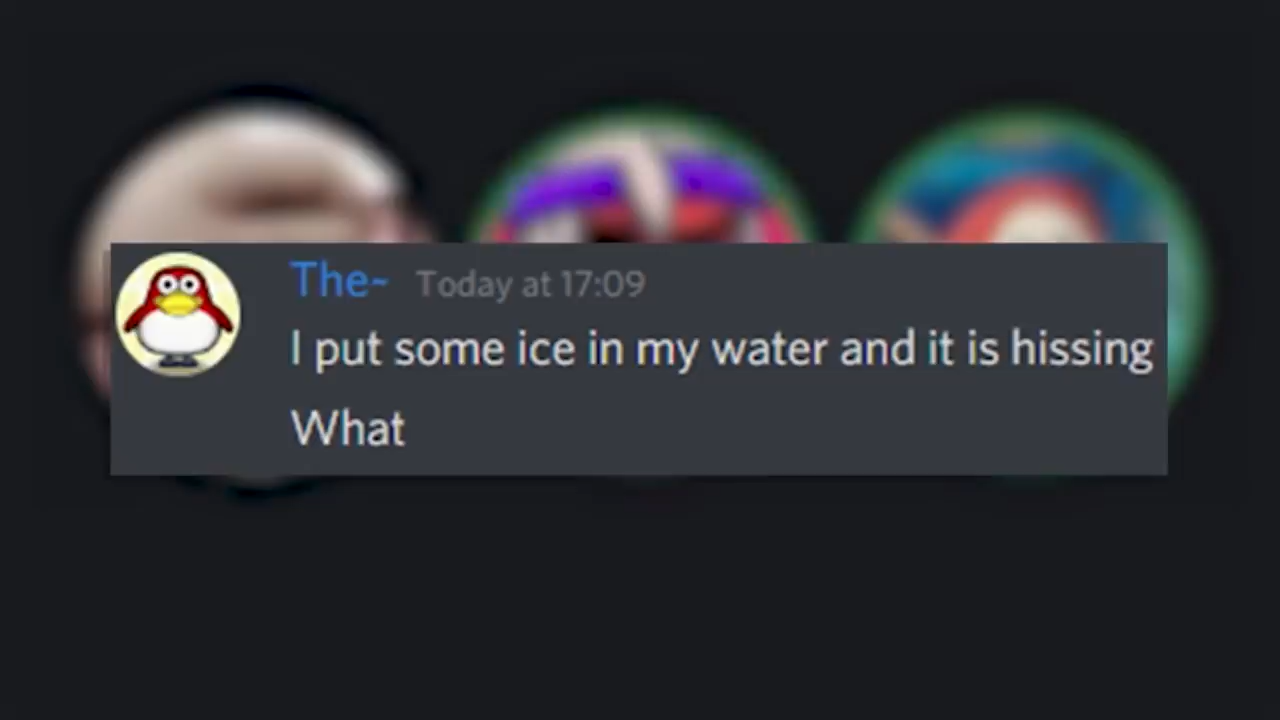 The~ Today at 17:09
I put some ice in my water and it is hissing
What